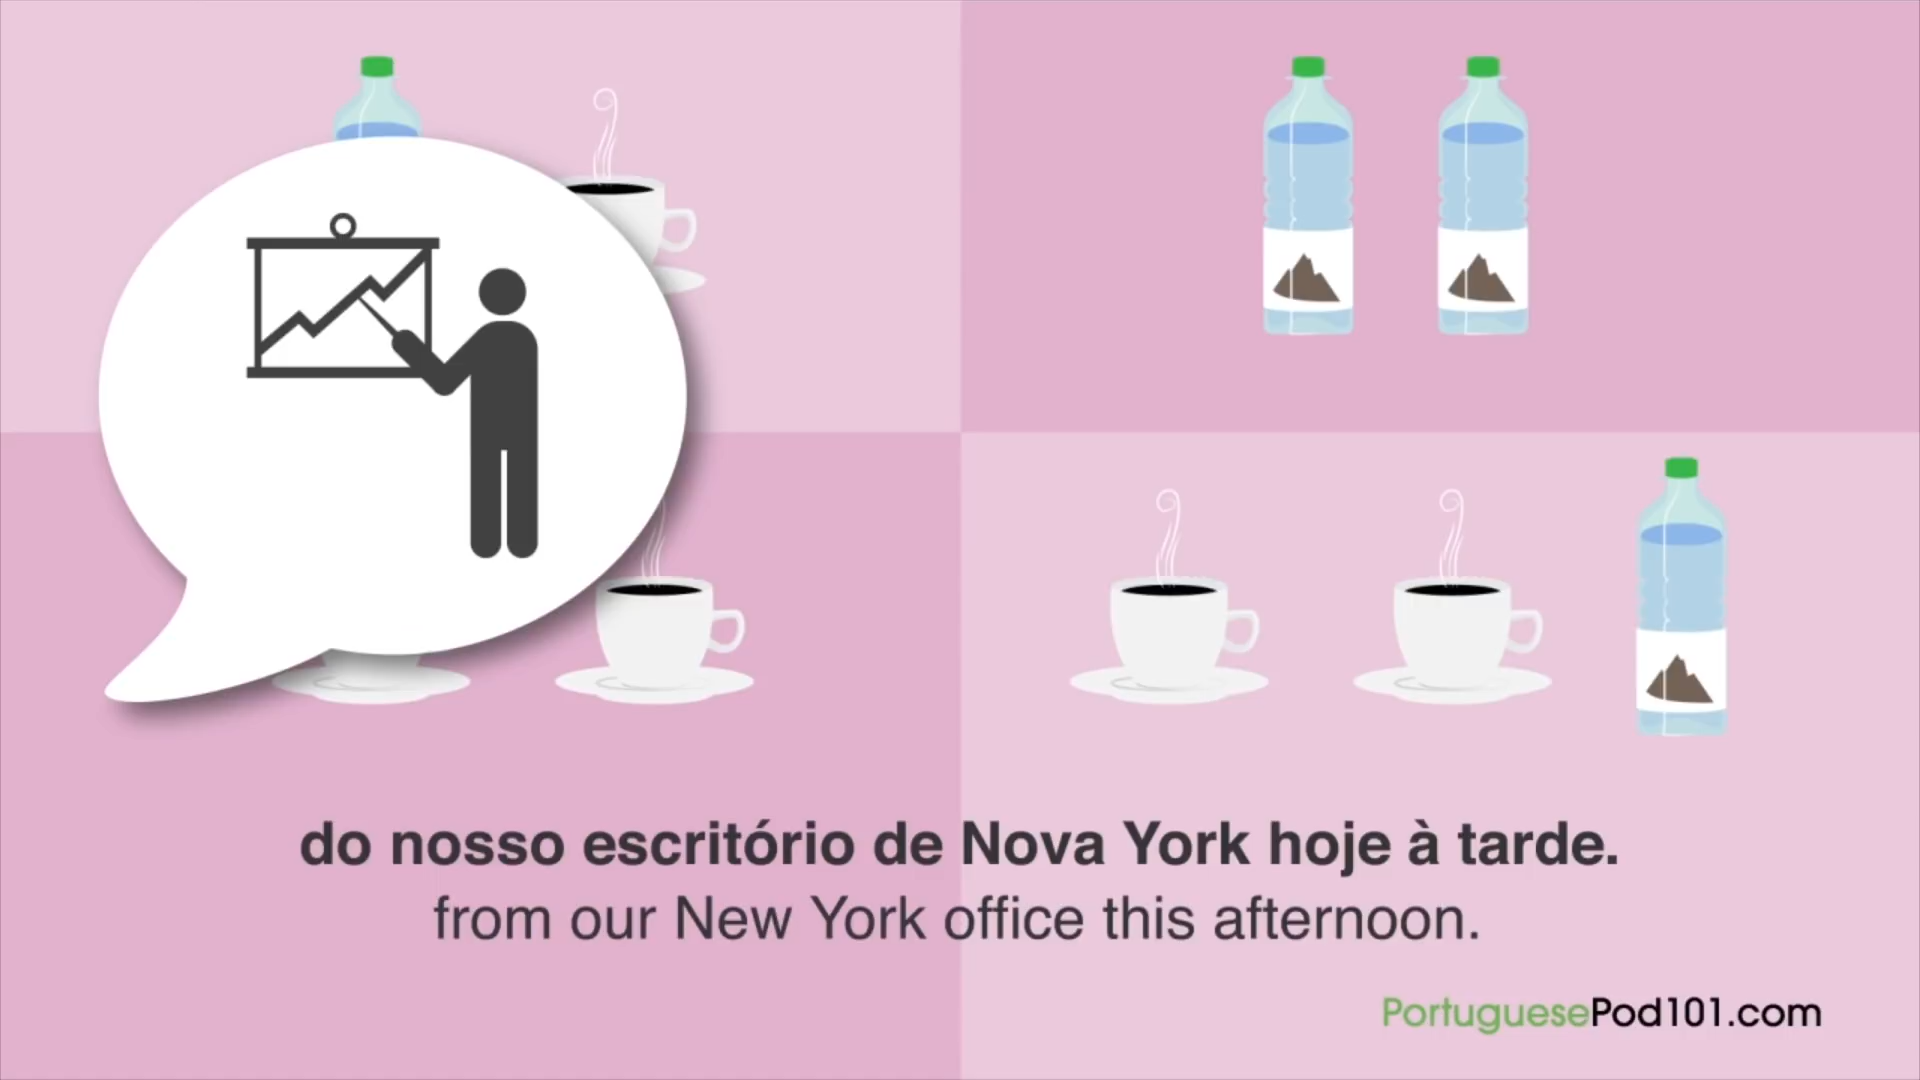 do nosso escritório de Nova York hoje à tarde.
from our New York office this afternoon.
PortuguesePod101.com